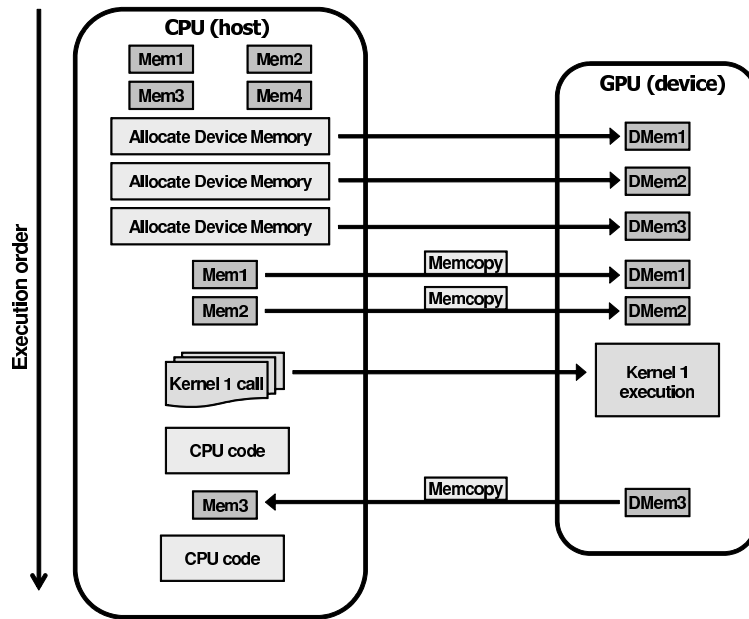 CPU (host)
Mem1
Mem2
Mem3
Mem4
GPU (device)
Allocate Device Memory
DMem1
Allocate Device Memory
DMem2
Allocate Device Memory
DMem3
Mem1
Memcopy
DMem1
Mem2
Memcopy
DMem2
Execution order
Kernel 1 call
Kernel 1
execution
CPU code
Mem3
Memcopy
DMem3
CPU code